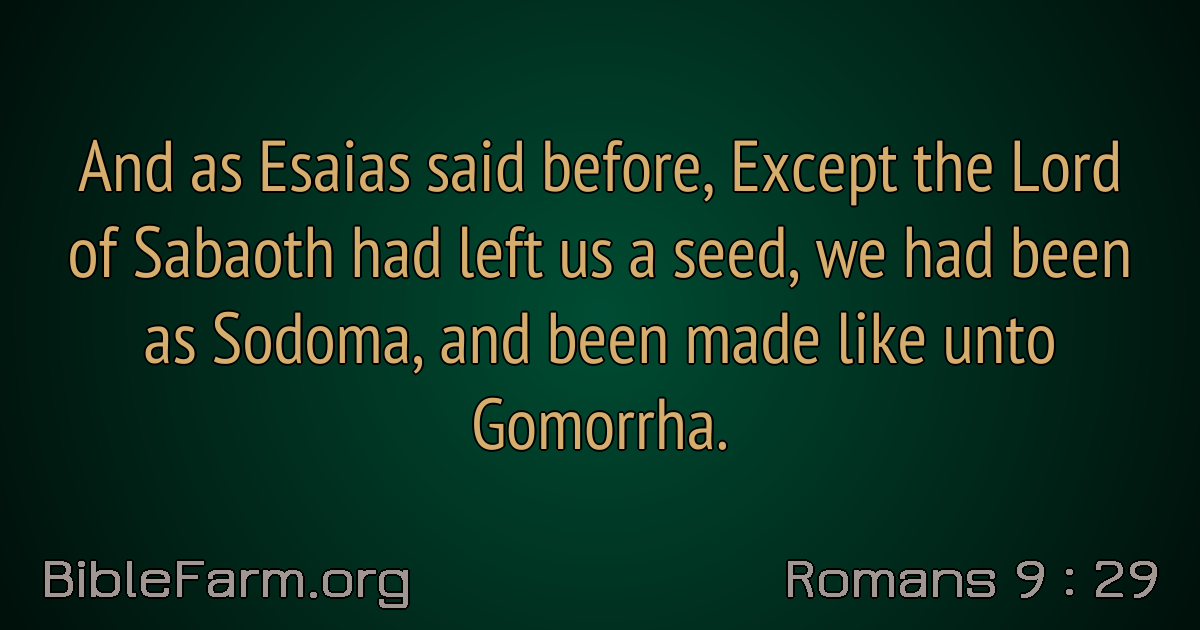 And as Esaias said before, Except the Lord
of Sabaoth had left us a seed, we had been
as Sodoma, and been made like unto
Gomorrha.
BibleFarm.org
Romans 9 : 29